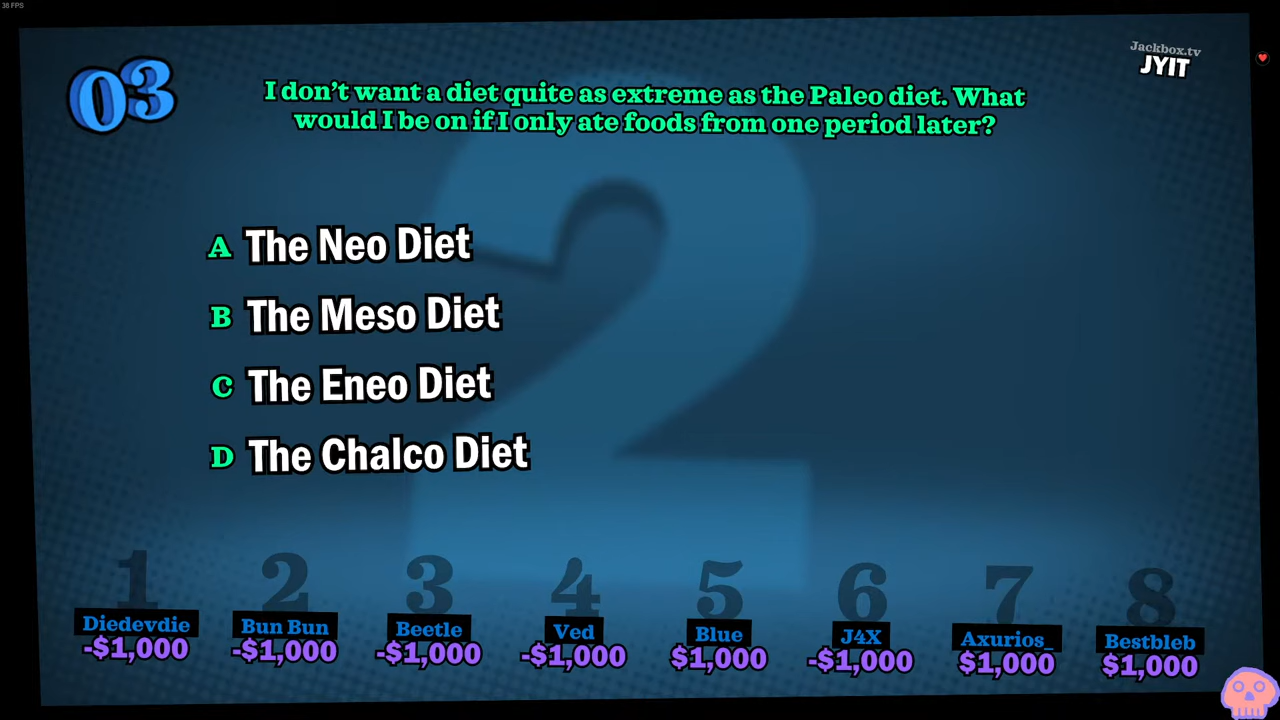 38 FPS
Jackbox.tv
JYIT
03
I don't want a diet quite as extreme as the Paleo diet. What
would I be on if I only ate foods from one period later?
2
A The Neo Diet
B The Meso Diet
C The Eneo Diet
D The Chalco Diet
1 2 3 4 5 6 7 8
Diedevdie Bun Bun Beetle Ved Blue J4X Axurios_ Bestbleb
-$1,000 -$1,000 -$1,000 -$1,000 $1,000 -$1,000 $1,000 $1,000